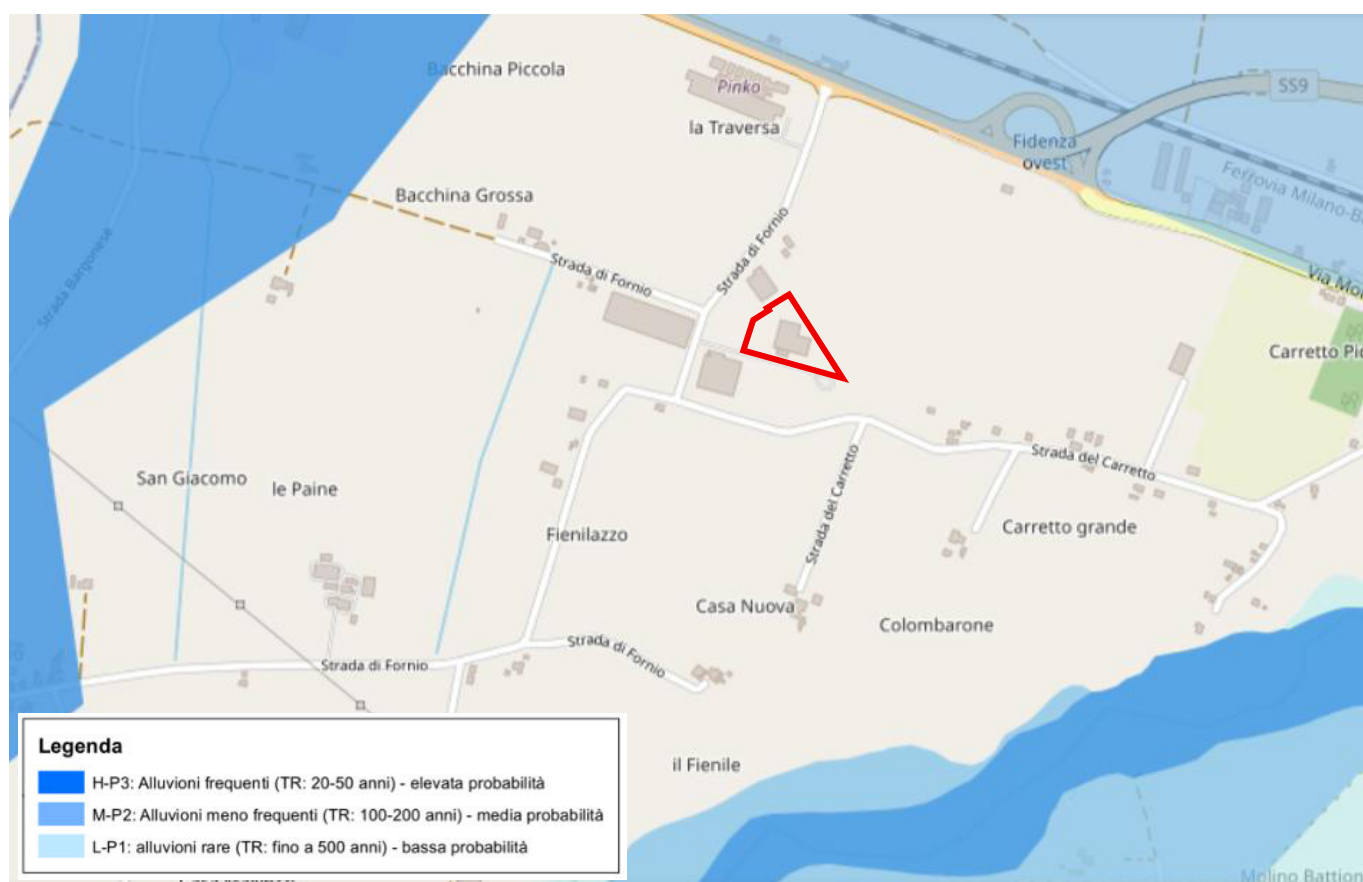 Bacchina Piccola
Pinko
la Traversa
SS9
Fidenza
ovest
Ferrovia Milano-B
Bacchina Grossa
Strada di Fornio
Strada di Fornio
Strada Bargonese
Via Mo
Carretto Pic
San Giacomo
le Paine
Strada del Carretto
Strada del Carretto
Fienilazzo
Carretto grande
Casa Nuova
Colombarone
Strada di Fornio
Strada di Fornio
il Fienile
Legenda
H-P3: Alluvioni frequenti (TR: 20-50 anni) - elevata probabilità
M-P2: Alluvioni meno frequenti (TR: 100-200 anni) - media probabilità
L-P1: alluvioni rare (TR: fino a 500 anni) - bassa probabilità
Molino Battion